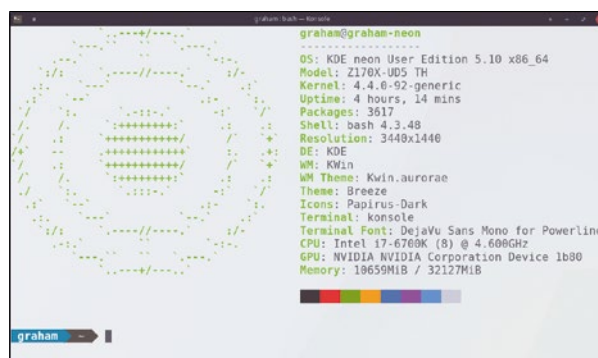 graham : bash — Konsole
graham@graham-neon
------------------
OS: KDE neon User Edition 5.10 x86_64
Model: Z170X-UD5 TH
Kernel: 4.4.0-92-generic
Uptime: 4 hours, 14 mins
Packages: 3617
Shell: bash 4.3.48
Resolution: 3440x1440
DE: KDE
WM: KWin
WM Theme: Kwin.aurorae
Theme: Breeze
Icons: Papirus-Dark
Terminal: konsole
Terminal Font: DejaVu Sans Mono for Powerline
CPU: Intel i7-6700K (8) @ 4.600GHz
GPU: NVIDIA NVIDIA Corporation Device 1b80
Memory: 10659MiB / 32127MiB
graham ~